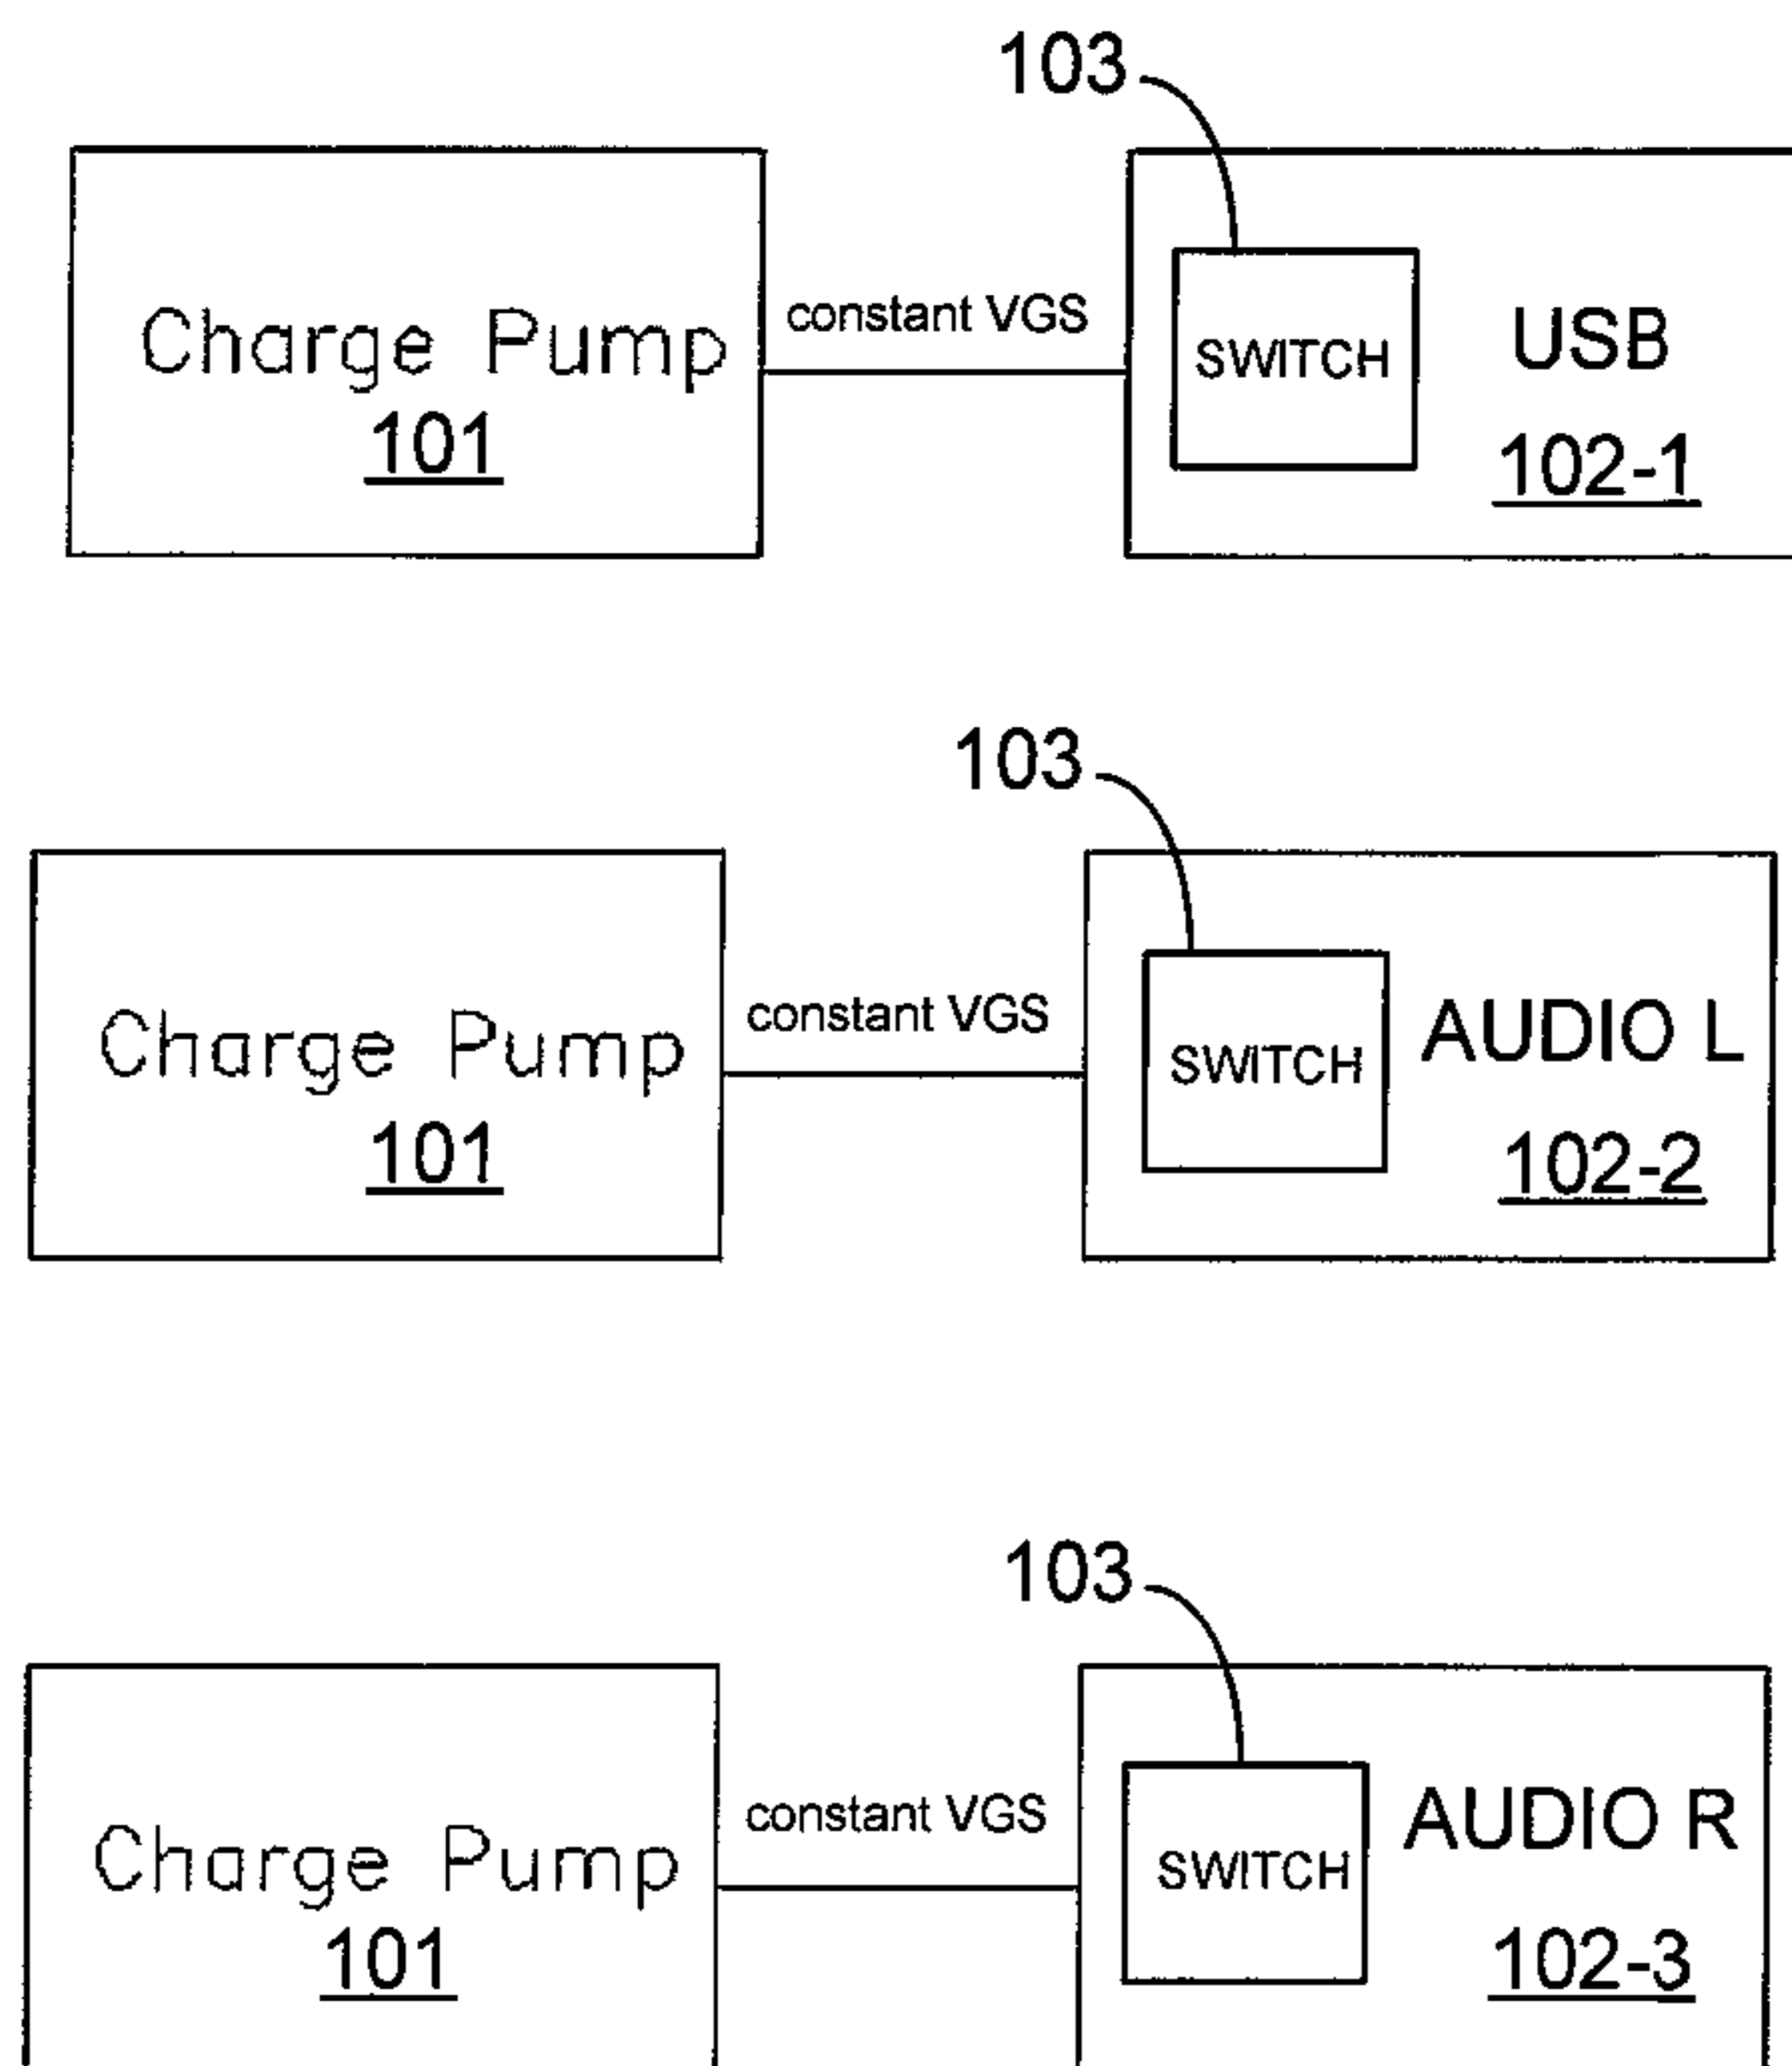 103
Charge Pump
101
constant VGS
SWITCH
USB
102-1
103
Charge Pump
101
constant VGS
SWITCH
AUDIO L
102-2
103
Charge Pump
101
constant VGS
SWITCH
AUDIO R
102-3